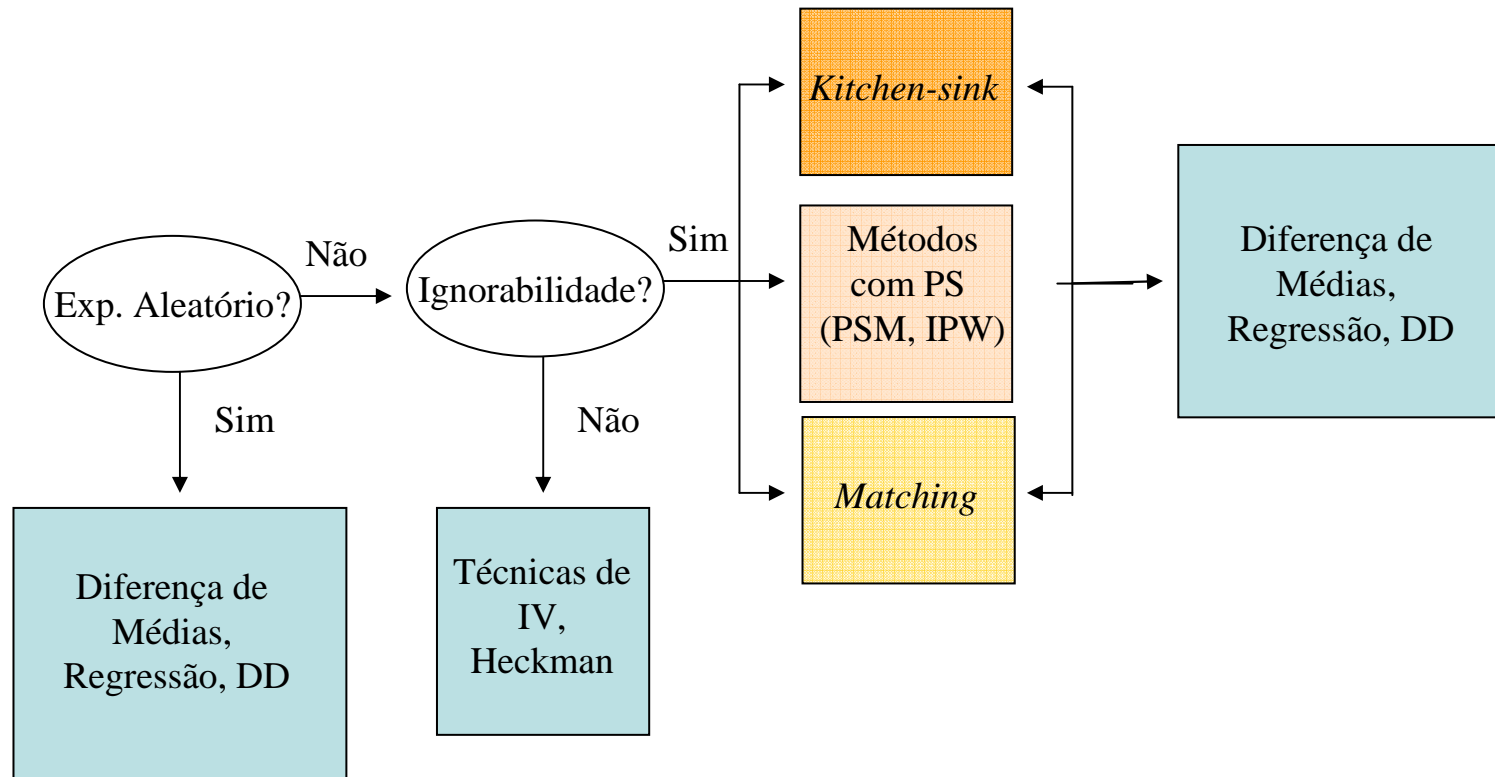 Exp. Aleatório?
Não
Sim
Diferença de
Médias,
Regressão, DD
Ignorabilidade?
Sim
Não
Técnicas de
IV,
Heckman
Kitchen-sink
Métodos
com PS
(PSM, IPW)
Matching
Diferença de
Médias,
Regressão, DD